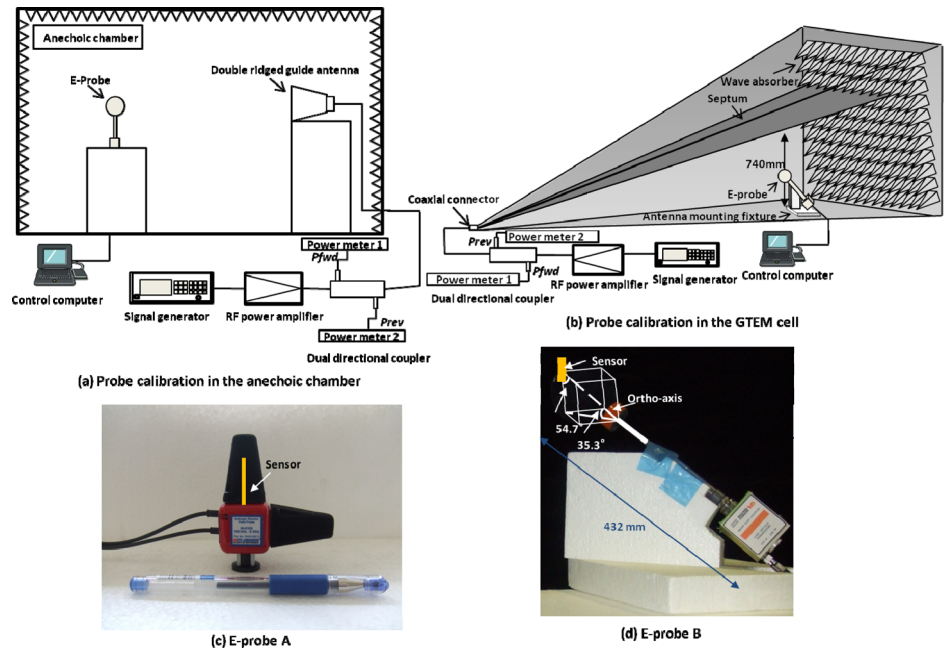 Anechoic chamber
E-Probe
Double ridged guide antenna
Control computer
Signal generator
RF power amplifier
Power meter 1
Pfwd
Prev
Power meter 2
Dual directional coupler
(a) Probe calibration in the anechoic chamber
Wave absorber
Septum
740mm
E-probe
Coaxial connector
Antenna mounting fixture
Prev
Power meter 2
Pfwd
Power meter 1
Dual directional coupler
RF power amplifier
Signal generator
Control computer
(b) Probe calibration in the GTEM cell
Sensor
(c) E-probe A
Sensor
Ortho-axis
54.7°
35.3°
432 mm
(d) E-probe B